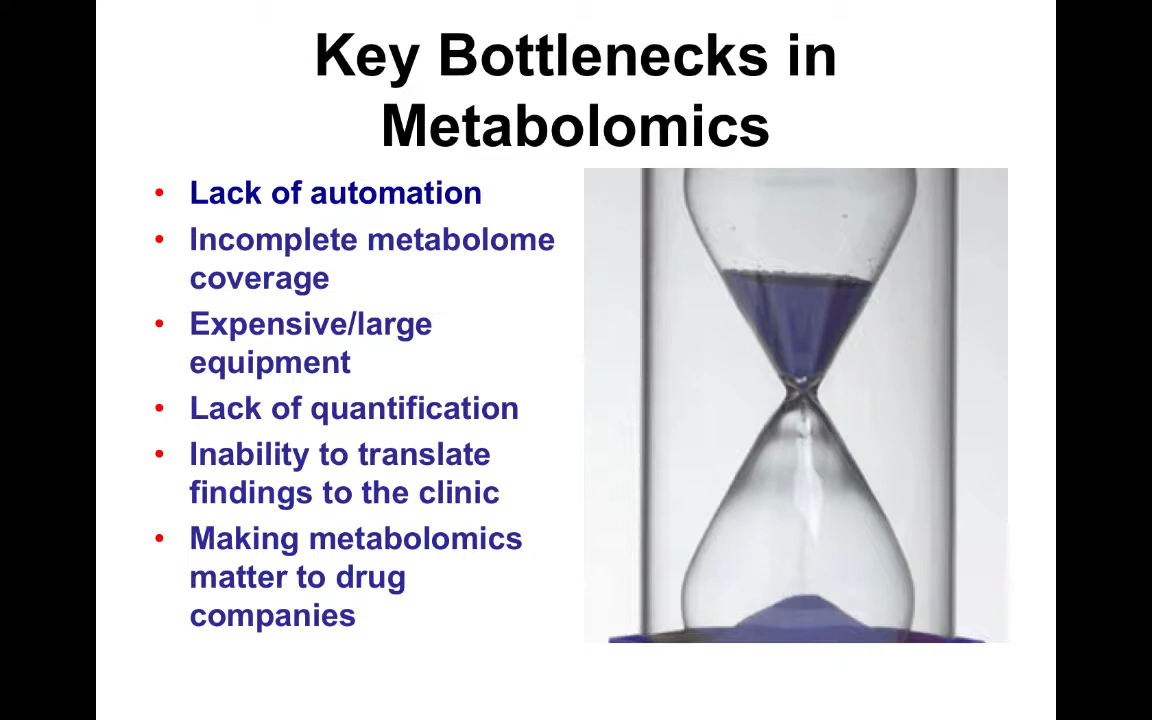 Key Bottlenecks in
Metabolomics
• Lack of automation
• Incomplete metabolome
coverage
• Expensive/large
equipment
• Lack of quantification
• Inability to translate
findings to the clinic
• Making metabolomics
matter to drug
companies